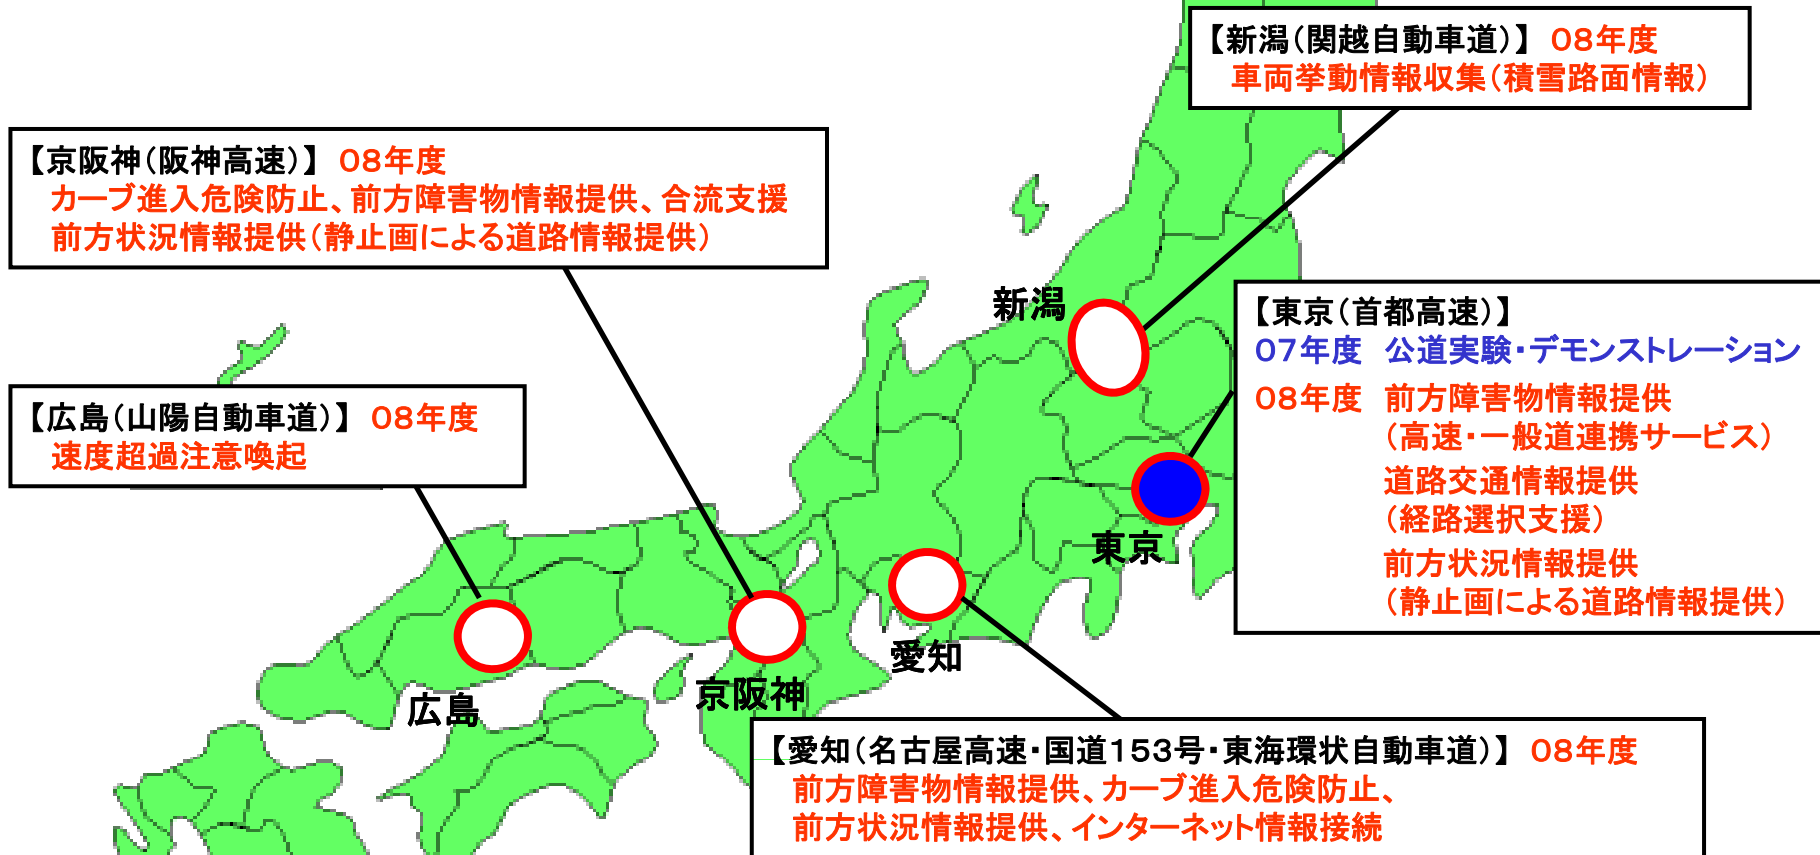 【新潟(関越自動車道)】 08年度
車両挙動情報収集(積雪路面情報)
【京阪神(阪神高速)】 08年度
カーブ進入危険防止、前方障害物情報提供、合流支援
前方状況情報提供(静止画による道路情報提供)
新潟
【東京(首都高速)】
07年度 公道実験・デモンストレーション
08年度 前方障害物情報提供
(高速・一般道連携サービス)
道路交通情報提供
(経路選択支援)
前方状況情報提供
(静止画による道路情報提供)
【広島(山陽自動車道)】 08年度
速度超過注意喚起
東京
愛知
京阪神
広島
【愛知(名古屋高速・国道153号・東海環状自動車道)】 08年度
前方障害物情報提供、カーブ進入危険防止、
前方状況情報提供、インターネット情報接続